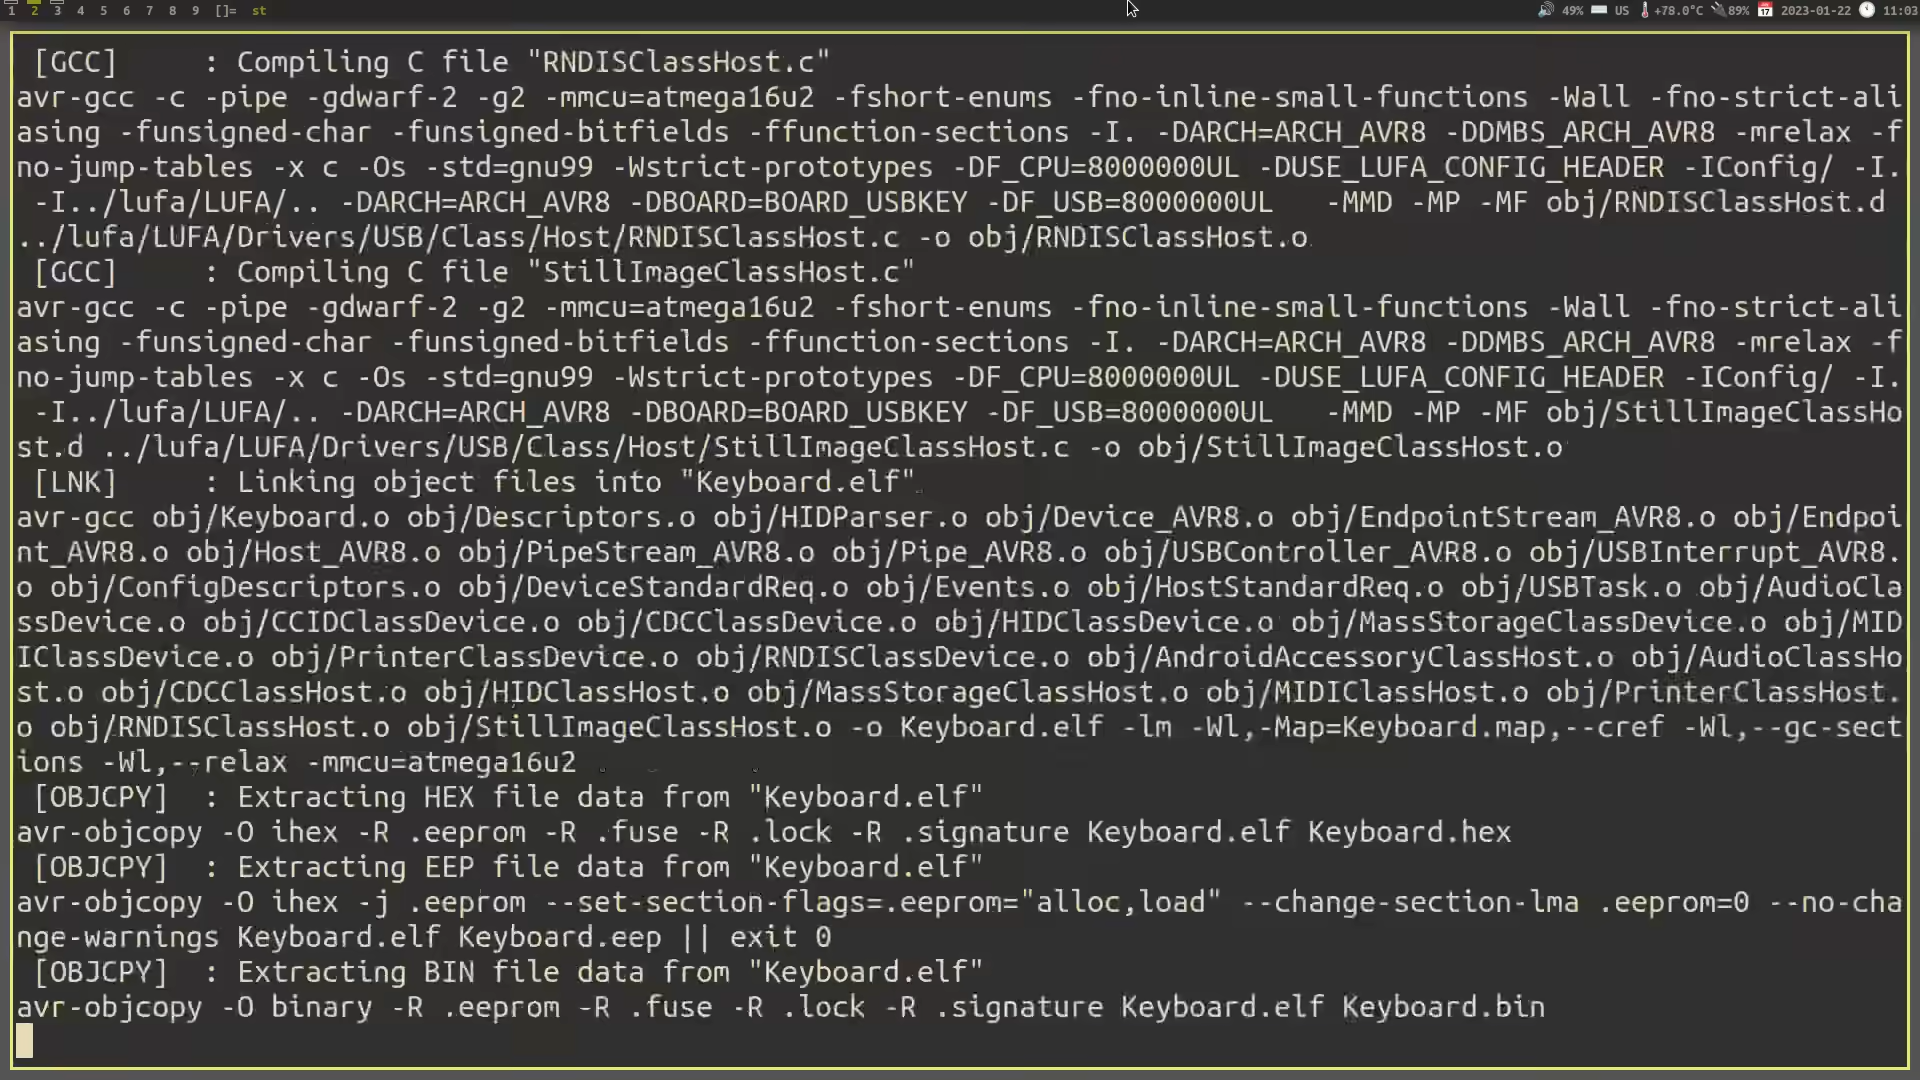 1 2 3 4 5 6 7 8 9 []= st 49% US +78.0°C 89% 2023-01-22 11:03
[GCC]     : Compiling C file "RNDISClassHost.c"
avr-gcc -c -pipe -gdwarf-2 -g2 -mmcu=atmega16u2 -fshort-enums -fno-inline-small-functions -Wall -fno-strict-ali
asing -funsigned-char -funsigned-bitfields -ffunction-sections -I. -DARCH=ARCH_AVR8 -DDMBS_ARCH_AVR8 -mrelax -f
no-jump-tables -x c -Os -std=gnu99 -Wstrict-prototypes -DF_CPU=8000000UL -DUSE_LUFA_CONFIG_HEADER -IConfig/ -I.
 -I../lufa/LUFA/.. -DARCH=ARCH_AVR8 -DBOARD=BOARD_USBKEY -DF_USB=8000000UL   -MMD -MP -MF obj/RNDISClassHost.d
../lufa/LUFA/Drivers/USB/Class/Host/RNDISClassHost.c -o obj/RNDISClassHost.o
[GCC]     : Compiling C file "StillImageClassHost.c"
avr-gcc -c -pipe -gdwarf-2 -g2 -mmcu=atmega16u2 -fshort-enums -fno-inline-small-functions -Wall -fno-strict-ali
asing -funsigned-char -funsigned-bitfields -ffunction-sections -I. -DARCH=ARCH_AVR8 -DDMBS_ARCH_AVR8 -mrelax -f
no-jump-tables -x c -Os -std=gnu99 -Wstrict-prototypes -DF_CPU=8000000UL -DUSE_LUFA_CONFIG_HEADER -IConfig/ -I.
 -I../lufa/LUFA/.. -DARCH=ARCH_AVR8 -DBOARD=BOARD_USBKEY -DF_USB=8000000UL   -MMD -MP -MF obj/StillImageClassHo
st.d ../lufa/LUFA/Drivers/USB/Class/Host/StillImageClassHost.c -o obj/StillImageClassHost.o
[LNK]     : Linking object files into "Keyboard.elf"
avr-gcc obj/Keyboard.o obj/Descriptors.o obj/HIDParser.o obj/Device_AVR8.o obj/EndpointStream_AVR8.o obj/Endpoi
nt_AVR8.o obj/Host_AVR8.o obj/PipeStream_AVR8.o obj/Pipe_AVR8.o obj/USBController_AVR8.o obj/USBInterrupt_AVR8.
o obj/ConfigDescriptors.o obj/DeviceStandardReq.o obj/Events.o obj/HostStandardReq.o obj/USBTask.o obj/AudioCla
ssDevice.o obj/CCIDClassDevice.o obj/CDCClassDevice.o obj/HIDClassDevice.o obj/MassStorageClassDevice.o obj/MID
IClassDevice.o obj/PrinterClassDevice.o obj/RNDISClassDevice.o obj/AndroidAccessoryClassHost.o obj/AudioClassHo
st.o obj/CDCClassHost.o obj/HIDClassHost.o obj/MassStorageClassHost.o obj/MIDIClassHost.o obj/PrinterClassHost.
o obj/RNDISClassHost.o obj/StillImageClassHost.o -o Keyboard.elf -lm -Wl,-Map=Keyboard.map,--cref -Wl,--gc-sect
ions -Wl,--relax -mmcu=atmega16u2
[OBJCPY]  : Extracting HEX file data from "Keyboard.elf"
avr-objcopy -O ihex -R .eeprom -R .fuse -R .lock -R .signature Keyboard.elf Keyboard.hex
[OBJCPY]  : Extracting EEP file data from "Keyboard.elf"
avr-objcopy -O ihex -j .eeprom --set-section-flags=.eeprom="alloc,load" --change-section-lma .eeprom=0 --no-cha
nge-warnings Keyboard.elf Keyboard.eep || exit 0
[OBJCPY]  : Extracting BIN file data from "Keyboard.elf"
avr-objcopy -O binary -R .eeprom -R .fuse -R .lock -R .signature Keyboard.elf Keyboard.bin